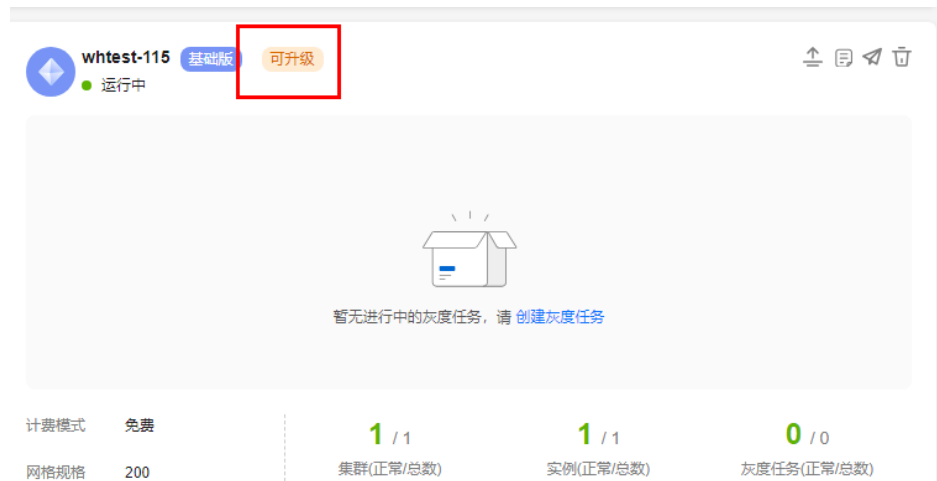 whtest-115 基础版 可升级
运行中
暂无进行中的灰度任务，请 创建灰度任务
计费模式 免费
1 / 1 1 / 1 0 / 0
集群(正常/总数) 实例(正常/总数) 灰度任务(正常/总数)
网格规格 200